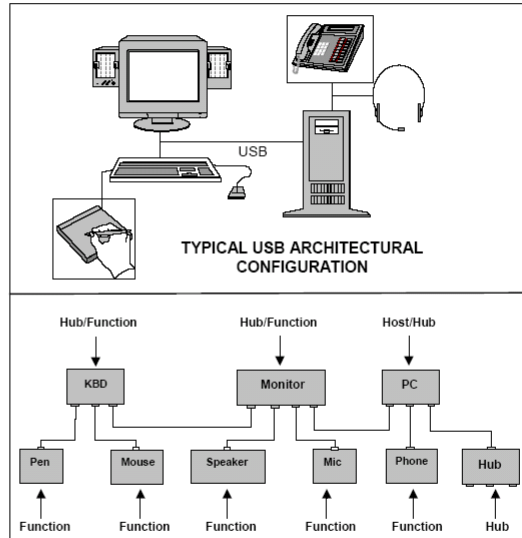 USB
TYPICAL USB ARCHITECTURAL
CONFIGURATION
Hub/Function Hub/Function Host/Hub
KBD Monitor PC
Pen Mouse Speaker Mic Phone Hub
Function Function Function Function Function Hub